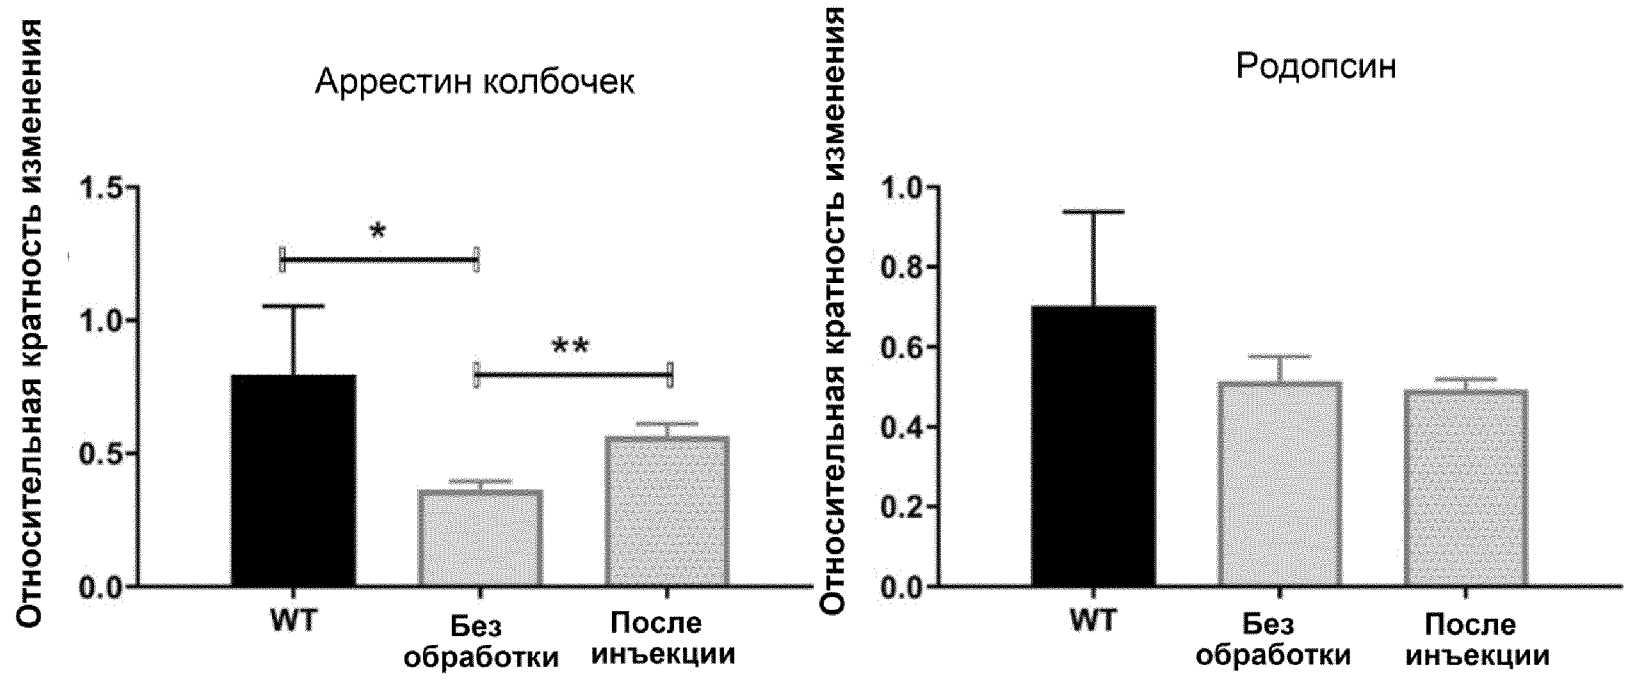 Относительная кратность изменения
Аррестин колбочек
1.5
1.0
0.5
0.0
*
**
WT
Без
обработки
После
инъекции
Относительная кратность изменения
Родопсин
1.0
0.8
0.6
0.4
0.2
0.0
WT
Без
обработки
После
инъекции